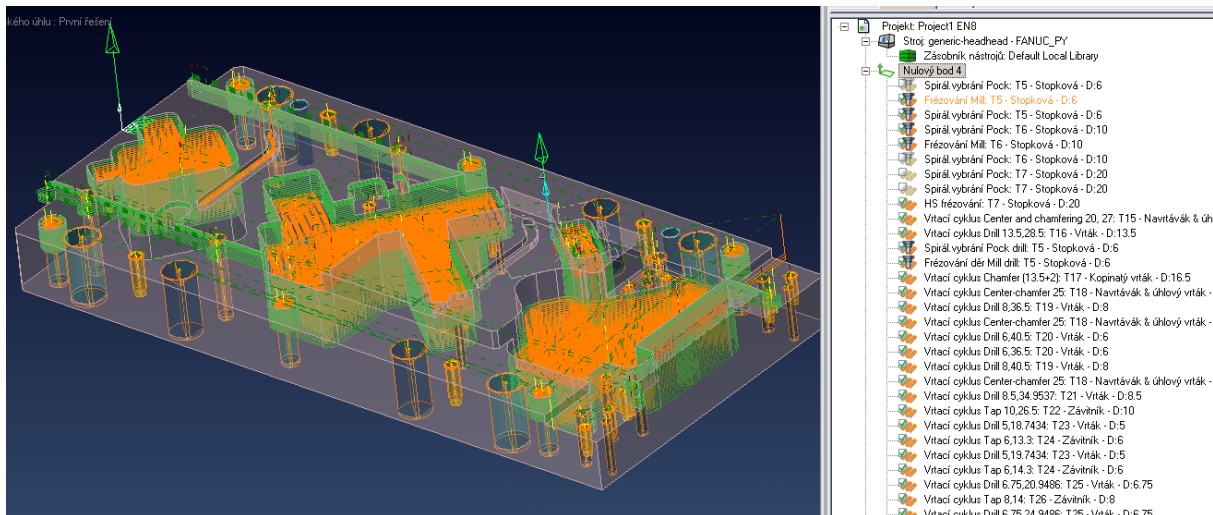 kého úhlu : První řešení
Projekt: Project1 EN8
Stroj: generic-headhead - FANUC_PY
Zásobník nástrojů: Default Local Library
Nulový bod 4
Spirál.vybrání Pock: T5 - Stopková - D:6
Frézování Mill: T5 - Stopková - D:6
Spirál.vybrání Pock: T5 - Stopková - D:6
Spirál.vybrání Pock: T6 - Stopková - D:10
Frézování Mill: T6 - Stopková - D:10
Spirál.vybrání Pock: T6 - Stopková - D:10
Spirál.vybrání Pock: T7 - Stopková - D:20
Spirál.vybrání Pock: T7 - Stopková - D:20
HS frézování: T7 - Stopková - D:20
Vrtací cyklus Center and chamfering 20, 27: T15 - Navrtávák & úh
Vrtací cyklus Drill 13.5,28.5: T16 - Vrták - D:13.5
Spirál.vybrání Pock drill: T5 - Stopková - D:6
Frézování děr Mill drill: T5 - Stopková - D:6
Vrtací cyklus Chamfer (13.5+2): T17 - Kopinatý vrták - D:16.5
Vrtací cyklus Center-chamfer 25: T18 - Navrtávák & úhlový vrták -
Vrtací cyklus Drill 8,36.5: T19 - Vrták - D:8
Vrtací cyklus Center-chamfer 25: T18 - Navrtávák & úhlový vrták -
Vrtací cyklus Drill 6,40.5: T20 - Vrták - D:6
Vrtací cyklus Drill 6,36.5: T20 - Vrták - D:6
Vrtací cyklus Drill 8,40.5: T19 - Vrták - D:8
Vrtací cyklus Center-chamfer 25: T18 - Navrtávák & úhlový vrták -
Vrtací cyklus Drill 8.5,34.9537: T21 - Vrták - D:8.5
Vrtací cyklus Tap 10,26.5: T22 - Závitník - D:10
Vrtací cyklus Drill 5,18.7434: T23 - Vrták - D:5
Vrtací cyklus Tap 6,13.3: T24 - Závitník - D:6
Vrtací cyklus Drill 5,19.7434: T23 - Vrták - D:5
Vrtací cyklus Tap 6,14.3: T24 - Závitník - D:6
Vrtací cyklus Drill 6.75,20.9486: T25 - Vrták - D:6.75
Vrtací cyklus Tap 8,14: T26 - Závitník - D:8
Vrtací cyklus Drill 6.75,24.9486: T25 - Vrták - D:6.75